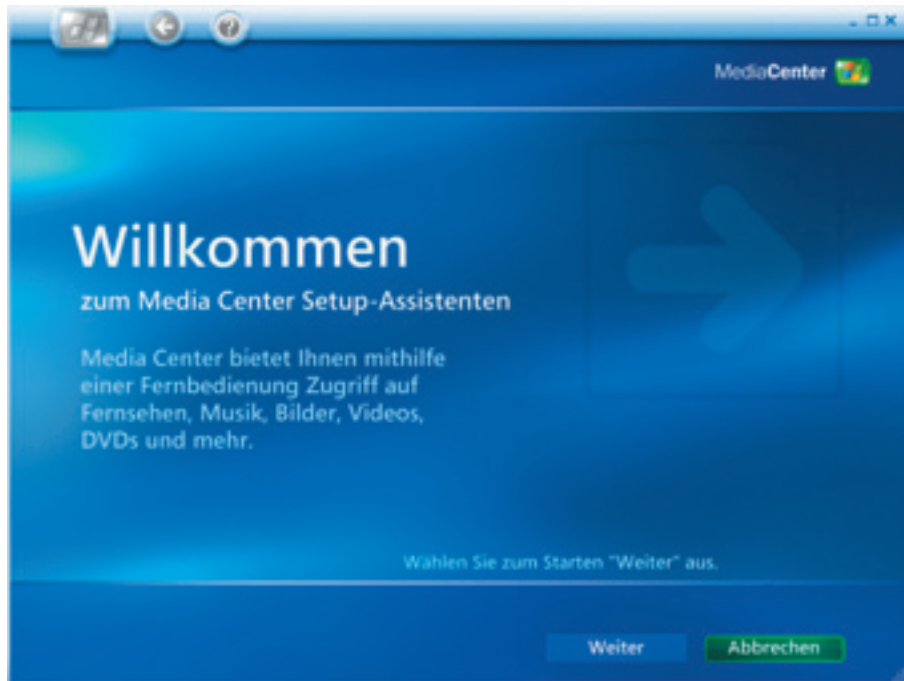 MediaCenter
Willkommen
zum Media Center Setup-Assistenten
Media Center bietet Ihnen mithilfe
einer Fernbedienung Zugriff auf
Fernsehen, Musik, Bilder, Videos,
DVDs und mehr.
Wählen Sie zum Starten "Weiter" aus.
Weiter
Abbrechen